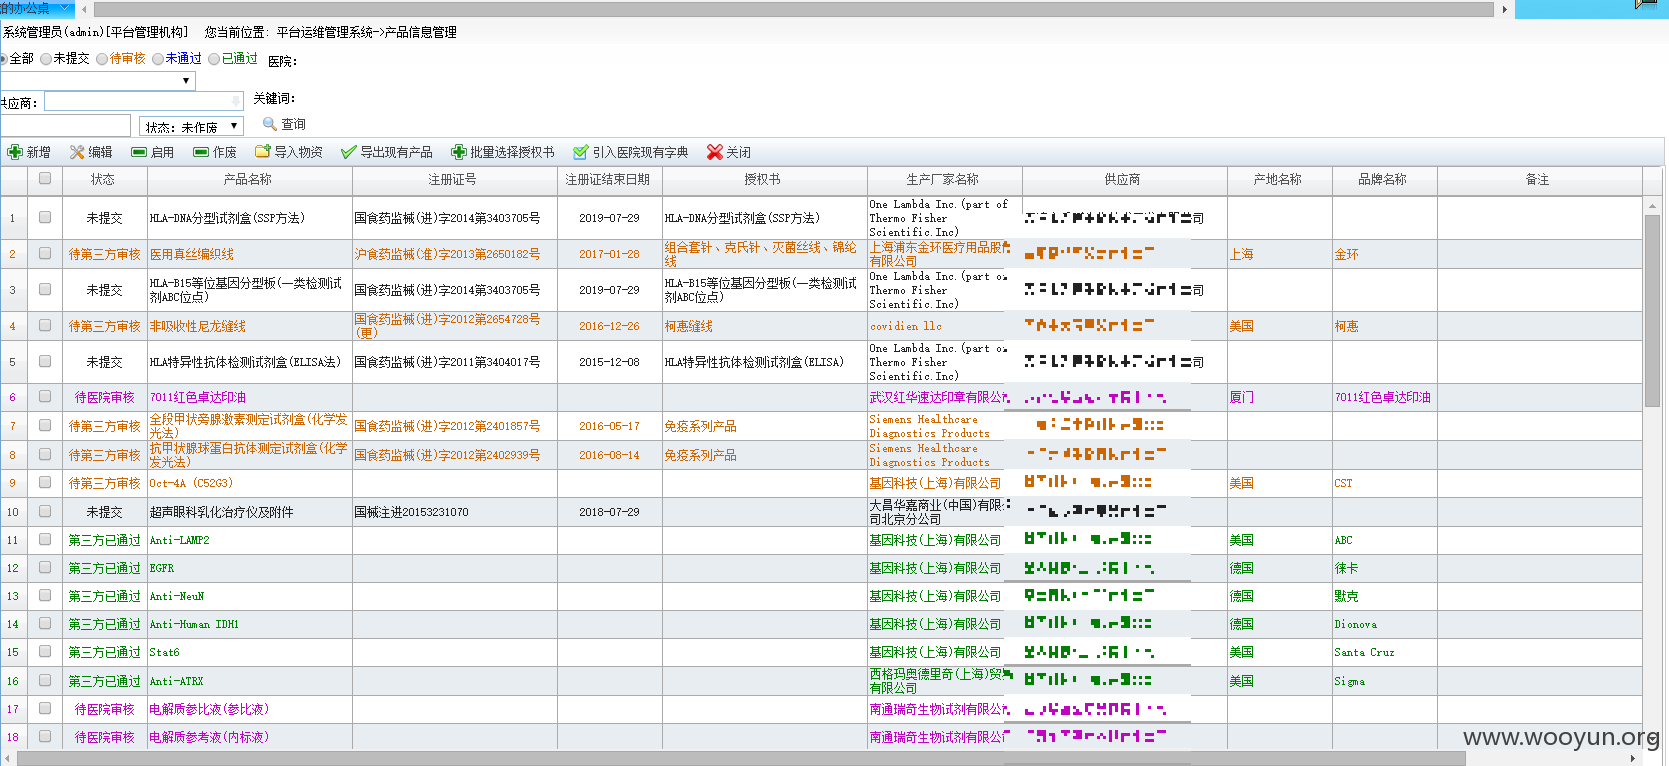 的办公桌
系统管理员(admin)[平台管理机构] 您当前位置: 平台运维管理系统->产品信息管理
全部 未提交 待审核 未通过 已通过 医院:
供应商: 关键词:
状态: 未作废 查询
新增 编辑 启用 作废 导入物资 导出现有产品 批量选择授权书 引入医院现有字典 关闭
状态 产品名称 注册证号 注册证结束日期 授权书 生产厂家名称 供应商 产地名称 品牌名称 备注
1 未提交 HLA-DNA分型试剂盒(SSP方法) 国食药监械(进)字2014第3403705号 2019-07-29 HLA-DNA分型试剂盒(SSP方法) One Lambda Inc.(part of Thermo Fisher Scientific.Inc) 司
2 待第三方审核 医用真丝编织线 沪食药监械(准)字2013第2650182号 2017-01-28 组合套针、克氏针、灭菌丝线、锦纶线 上海浦东金环医疗用品股 有限公司 上海 金环
3 未提交 HLA-B15等位基因分型板(一类检测试剂ABC位点) 国食药监械(进)字2014第3403705号 2019-07-29 HLA-B15等位基因分型板(一类检测试剂ABC位点) One Lambda Inc.(part of Thermo Fisher Scientific.Inc) 司
4 待第三方审核 非吸收性尼龙缝线 国食药监械(进)字2012第2654728号(更) 2016-12-26 柯惠缝线 covidien llc 美国 柯惠
5 未提交 HLA特异性抗体检测试剂盒(ELISA法) 国食药监械(进)字2011第3404017号 2015-12-08 HLA特异性抗体检测试剂盒(ELISA) One Lambda Inc.(part of Thermo Fisher Scientific.Inc) 司
6 待医院审核 7011红色卓达印油 武汉红华速达印章有限公 厦门 7011红色卓达印油
7 待第三方审核 全段甲状旁腺激素测定试剂盒(化学发光法) 国食药监械(进)字2012第2401857号 2016-05-17 免疫系列产品 Siemens Healthcare Diagnostics Products
8 待第三方审核 抗甲状腺球蛋白抗体测定试剂盒(化学发光法) 国食药监械(进)字2012第2402939号 2016-08-14 免疫系列产品 Siemens Healthcare Diagnostics Products
9 待第三方审核 Oct-4A (C52G3) 基因科技(上海)有限公司 美国 CST
10 未提交 超声眼科乳化治疗仪及附件 国械注进20153231070 2018-07-29 大昌华嘉商业(中国)有限 司北京分公司
11 第三方已通过 Anti-LAMP2 基因科技(上海)有限公司 美国 ABC
12 第三方已通过 EGFR 基因科技(上海)有限公司 德国 徕卡
13 第三方已通过 Anti-NeuN 基因科技(上海)有限公司 德国 默克
14 第三方已通过 Anti-Human IDH1 基因科技(上海)有限公司 德国 Dionova
15 第三方已通过 Stat6 基因科技(上海)有限公司 美国 Santa Cruz
16 第三方已通过 Anti-ATRX 西格玛奥德里奇(上海)贸 有限公司 美国 Sigma
17 待医院审核 电解质参比液(参比液) 南通瑞奇生物试剂有限公
18 待医院审核 电解质参考液(内标液) 南通瑞奇生物试剂有限公
www.wooyun.org